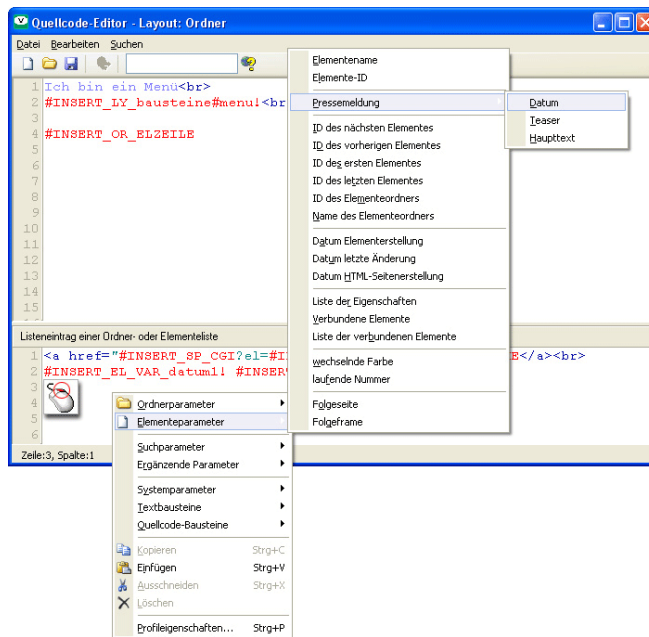 Quellcode-Editor - Layout: Ordner
Datei Bearbeiten Suchen
1 Ich bin ein Menü<br>
2 #INSERT_LY_bausteine#menu!<br
3
4 #INSERT_OR_ELZEILE
5
6
7
8
9
10
11
12
13
14
15
Elementename
Elemente-ID
Pressemeldung
ID des nächsten Elementes
ID des vorherigen Elementes
ID des ersten Elementes
ID des letzten Elementes
ID des Elementeordners
Name des Elementeordners
Datum Elementerstellung
Datum letzte Änderung
Datum HTML-Seitenerstellung
Liste der Eigenschaften
Verbundene Elemente
Liste der verbundenen Elemente
wechselnde Farbe
laufende Nummer
Folgeseite
Folgeframe
Datum
Teaser
Haupttext
Listeneintrag einer Ordner- oder Elementeliste
1 <a href="#INSERT_SP_CGI?el=#I E</a><br>
2 #INSERT_EL_VAR_datum1! #INSER
3
4
5
6
Zeile:3, Spalte:1
Ordnerparameter
Elementeparameter
Suchparameter
Ergänzende Parameter
Systemparameter
Textbausteine
Quellcode-Bausteine
Kopieren Strg+C
Einfügen Strg+V
Ausschneiden Strg+X
Löschen
Profileigenschaften... Strg+P